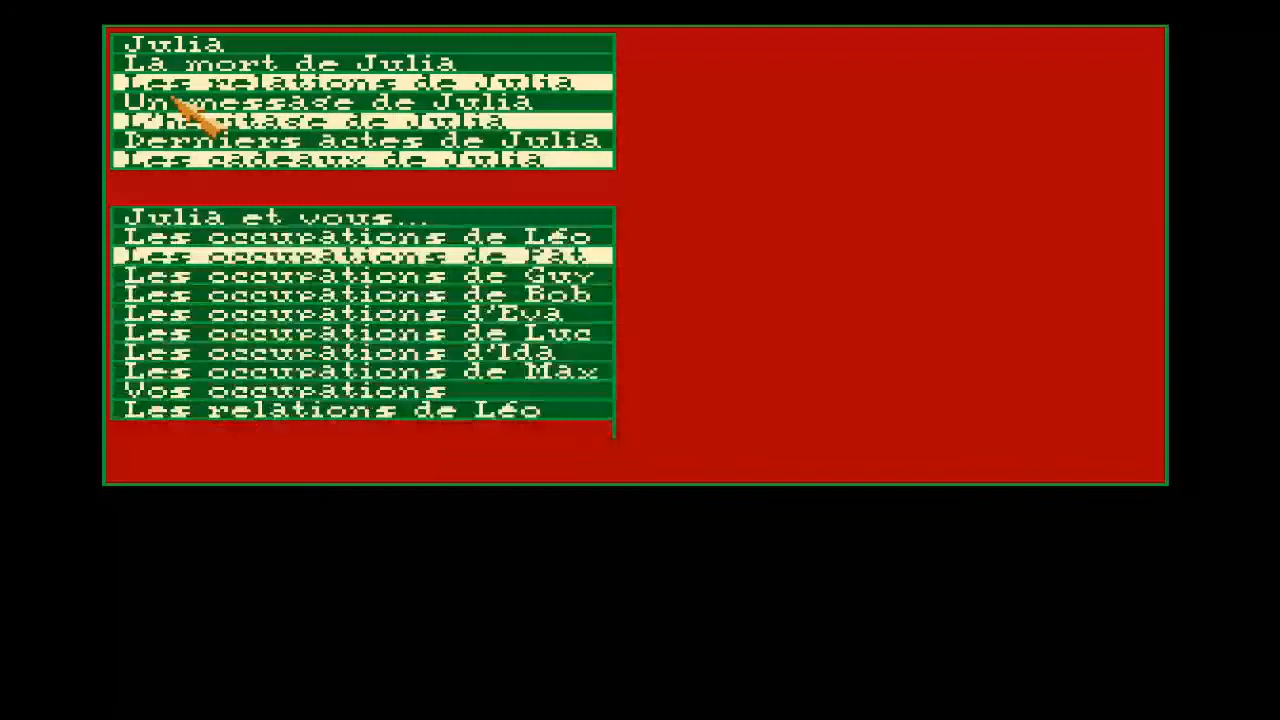 Julia
La mort de Julia
Les relations de Julia
Un message de Julia
L'héritage de Julia
Derniers actes de Julia
Les cadeaux de Julia
Julia et vous...
Les occupations de Léo
Les occupations de Pat
Les occupations de Guy
Les occupations de Bob
Les occupations d'Eva
Les occupations de Luc
Les occupations d'Ida
Les occupations de Max
Vos occupations
Les relations de Léo